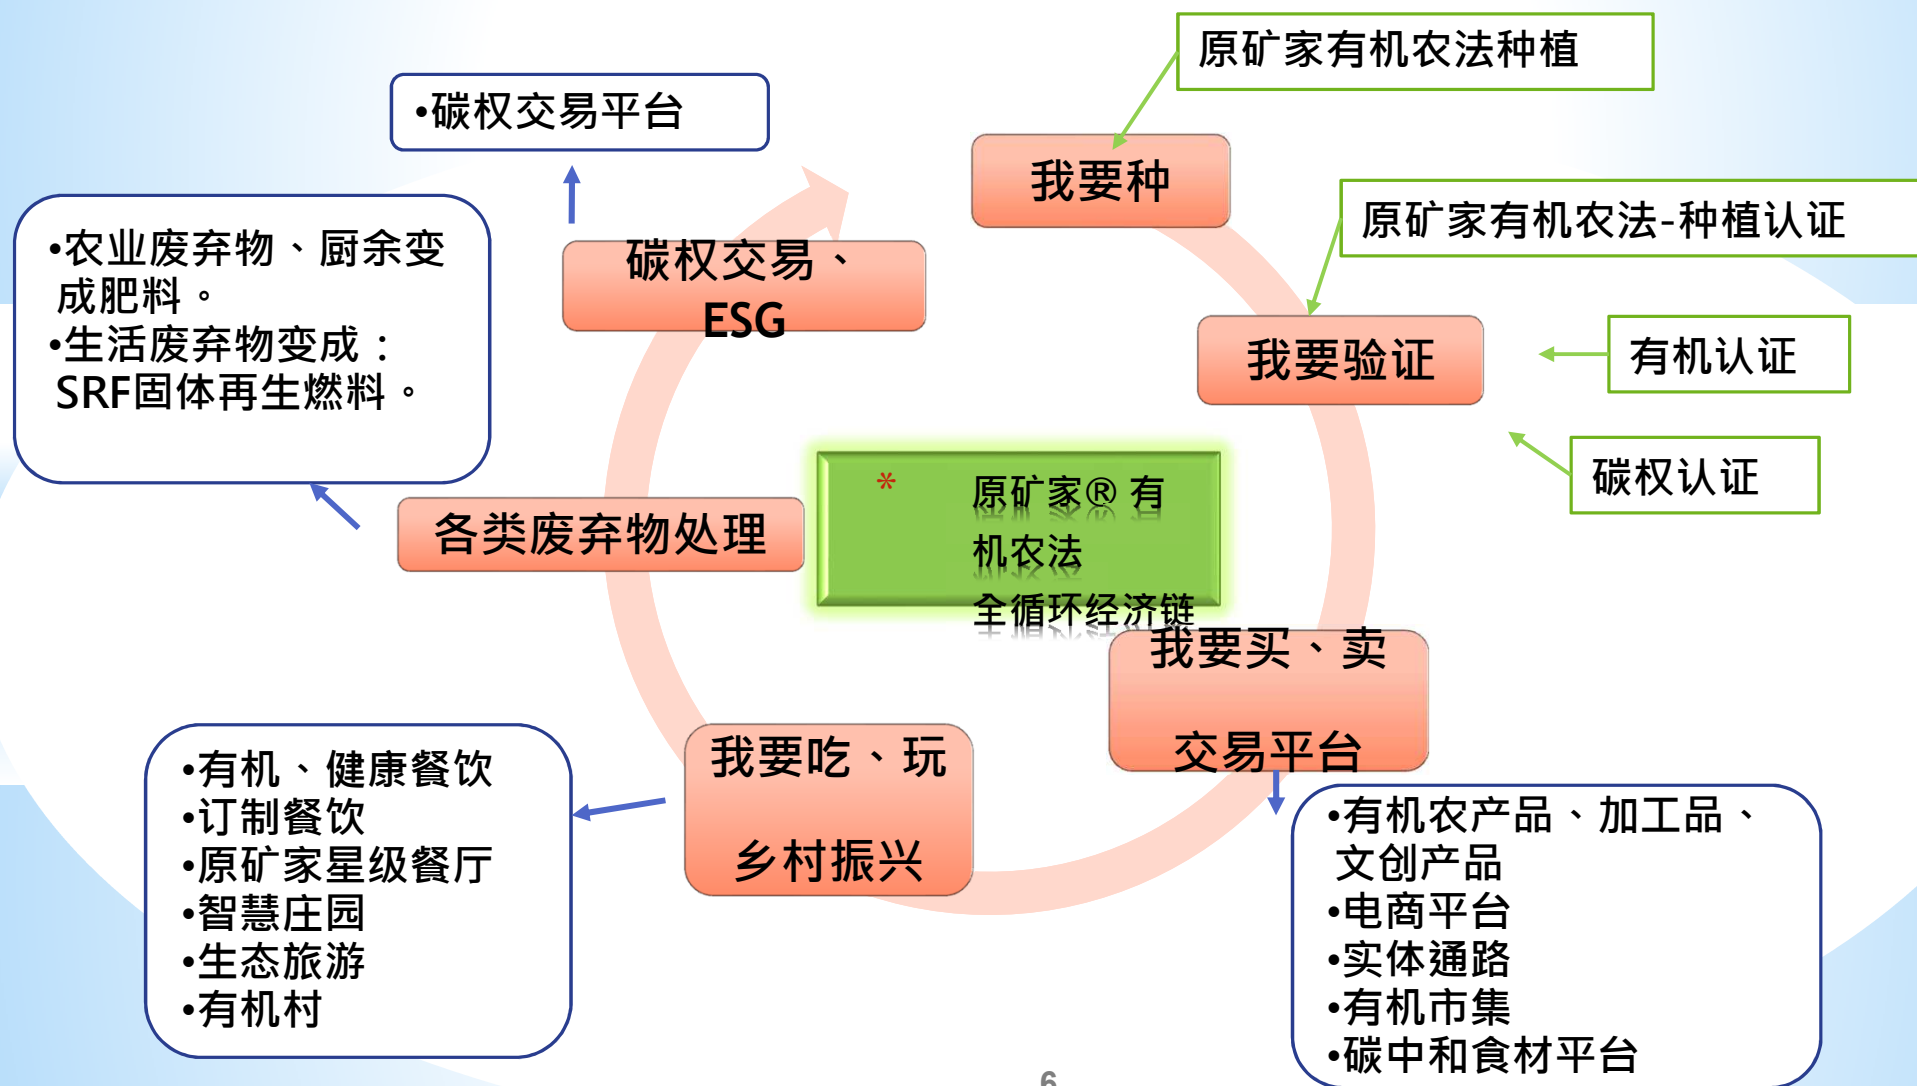 原矿家有机农法种植
•碳权交易平台
我要种
原矿家有机农法-种植认证
•农业废弃物、厨余变
成肥料。
•生活废弃物变成：
SRF固体再生燃料。
碳权交易、
ESG
我要验证
有机认证
碳权认证
* 原矿家® 有
机农法
全循环经济链
各类废弃物处理
我要买、卖
交易平台
我要吃、玩
乡村振兴
•有机、健康餐饮
•订制餐饮
•原矿家星级餐厅
•智慧庄园
•生态旅游
•有机村
•有机农产品、加工品、
文创产品
•电商平台
•实体通路
•有机市集
•碳中和食材平台
6